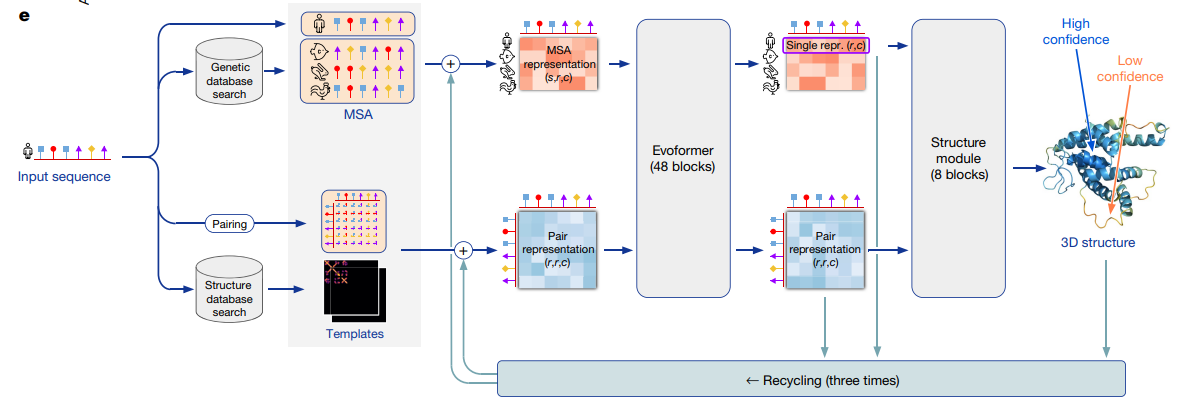 e
Input sequence
Genetic
database
search
MSA
Pairing
Structure
database
search
Templates
+
+
MSA
representation
(s,r,c)
Pair
representation
(r,r,c)
Evoformer
(48 blocks)
Single repr. (r,c)
Pair
representation
(r,r,c)
Structure
module
(8 blocks)
High
confidence
Low
confidence
3D structure
← Recycling (three times)